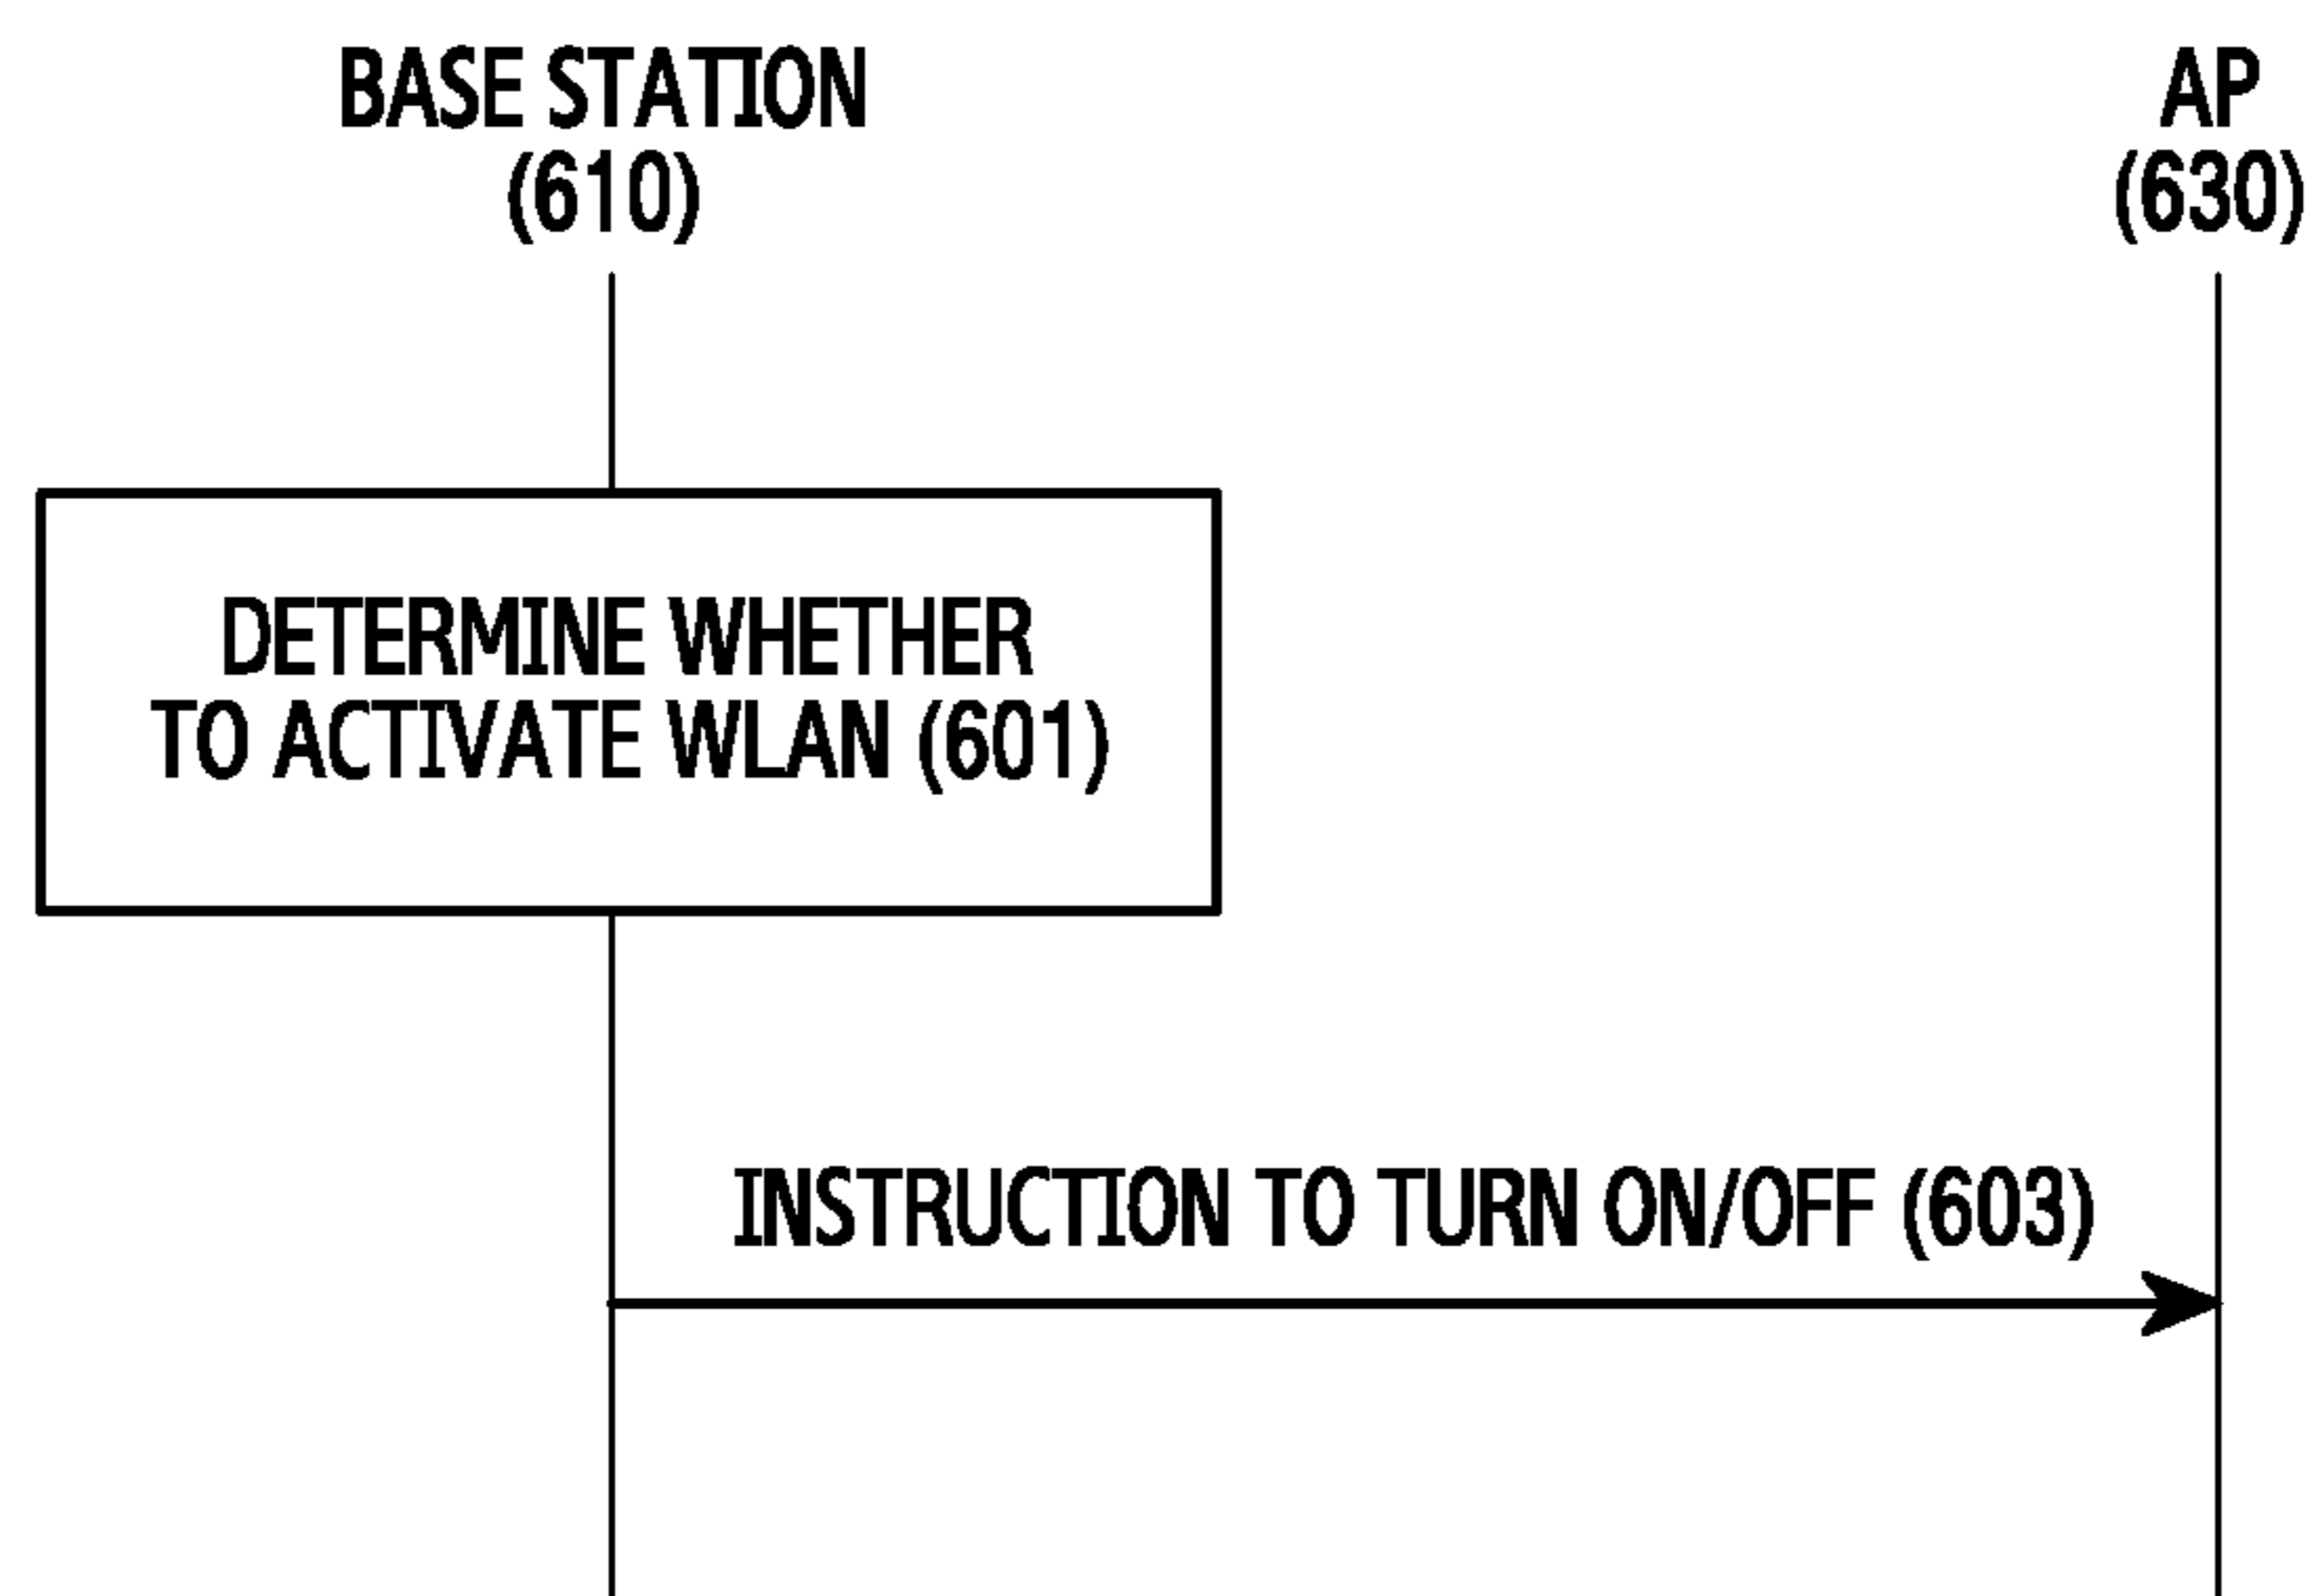 BASE STATION
(610)
AP
(630)
DETERMINE WHETHER
TO ACTIVATE WLAN (601)
INSTRUCTION TO TURN ON/OFF (603)